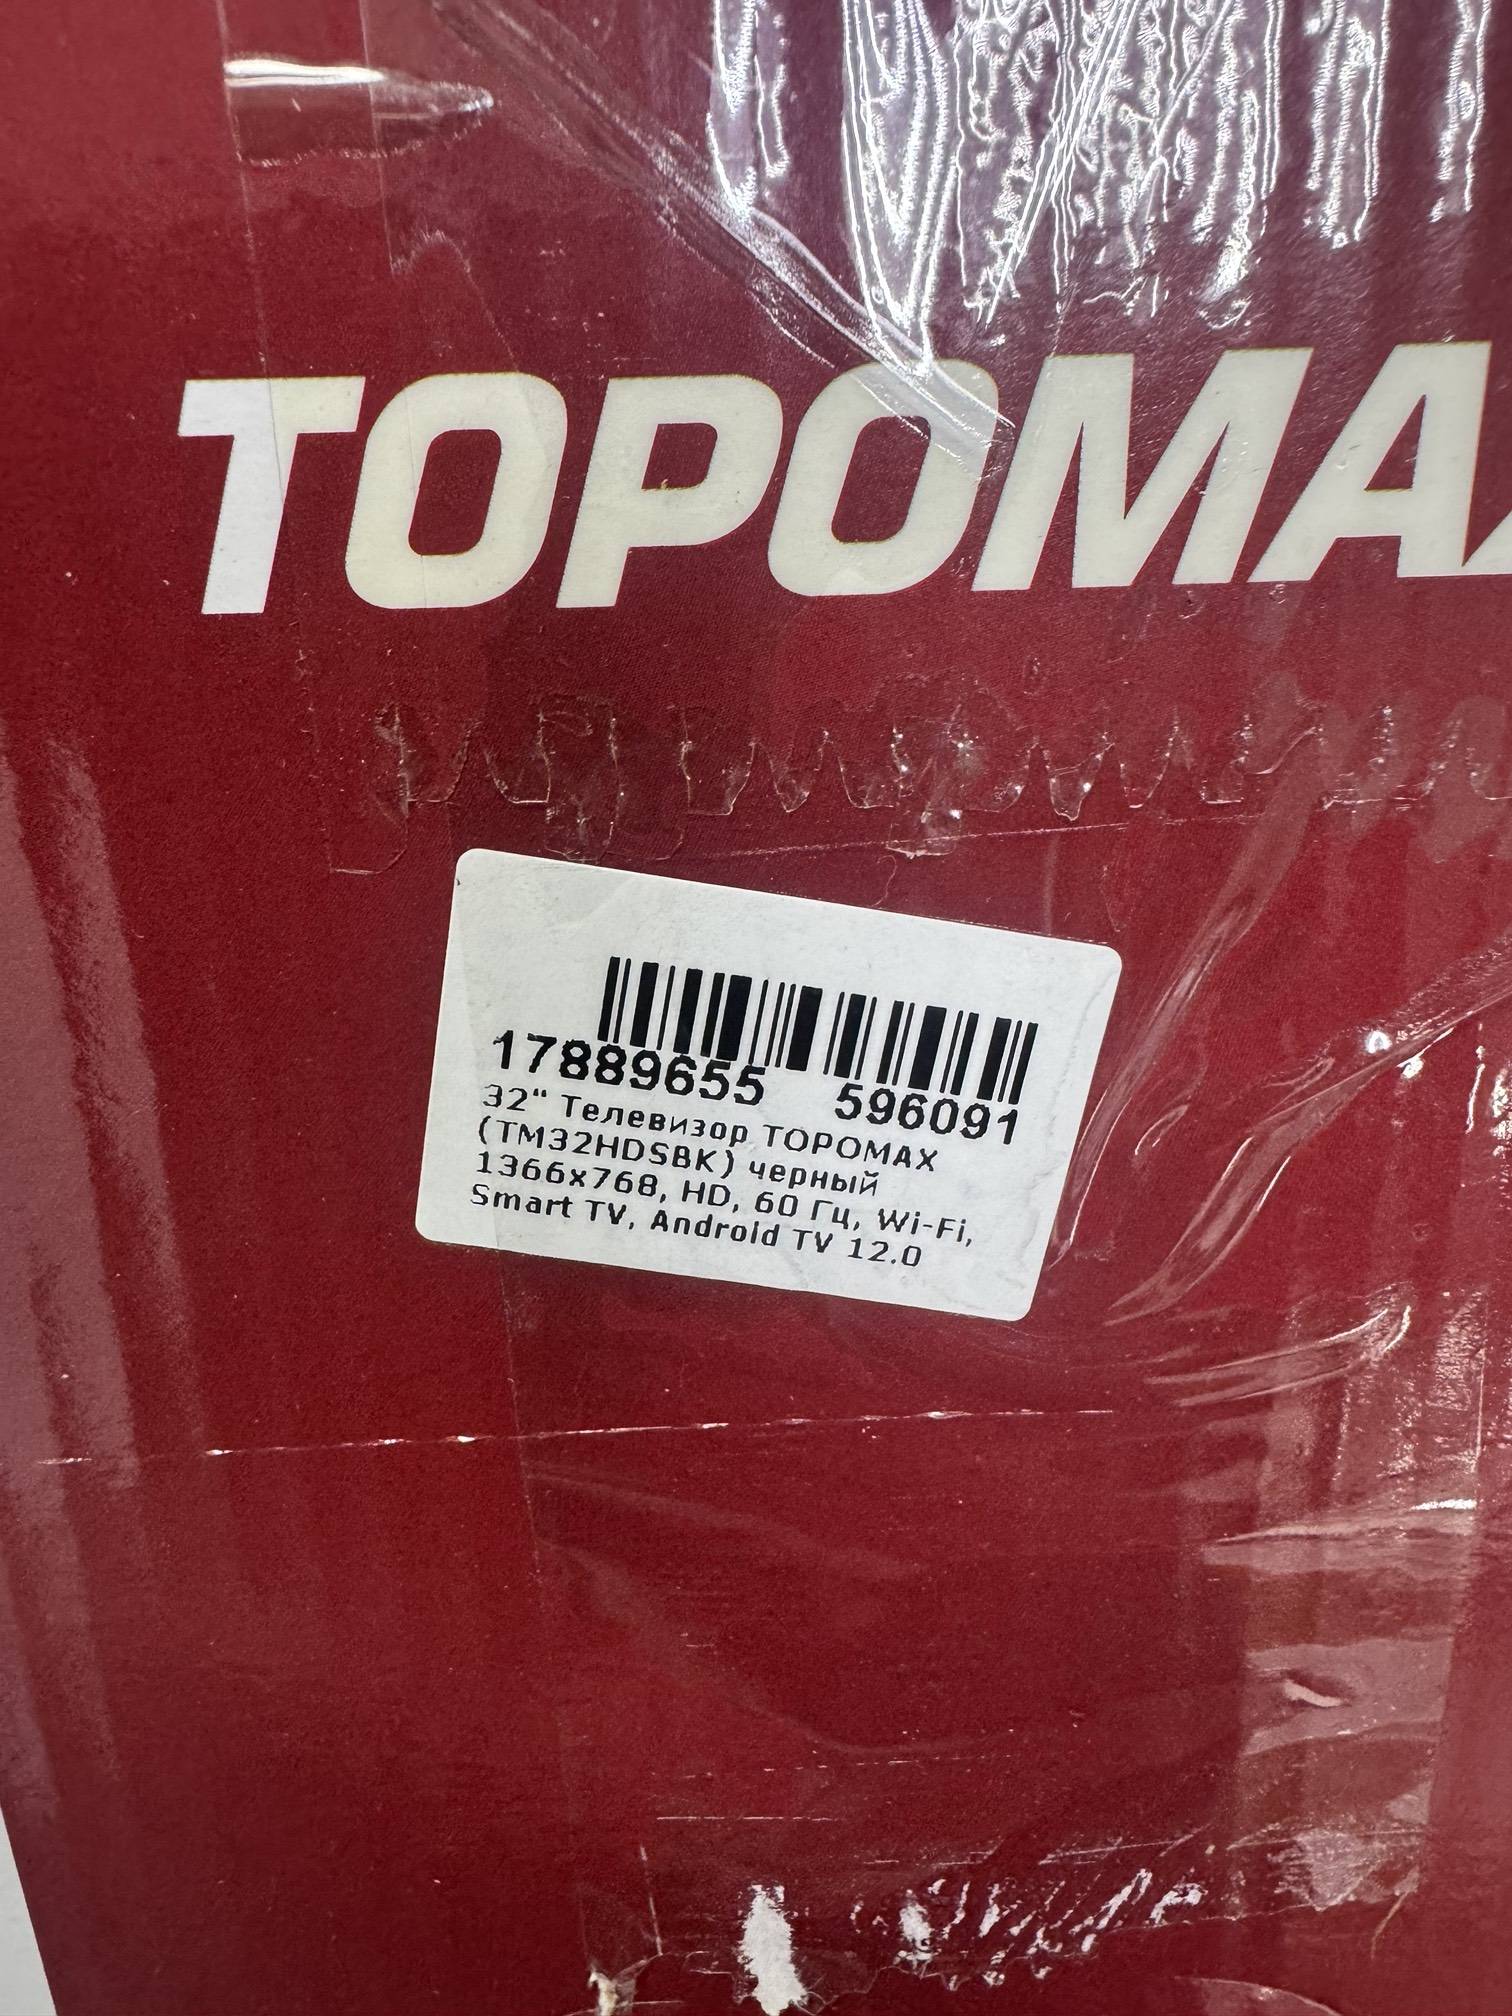 TOPOMA
17889655 596091
32" Телевизор TOPOMAX
(TM32HDSBK) черный
1366x768, HD, 60 Гц, Wi-Fi,
Smart TV, Android TV 12.0